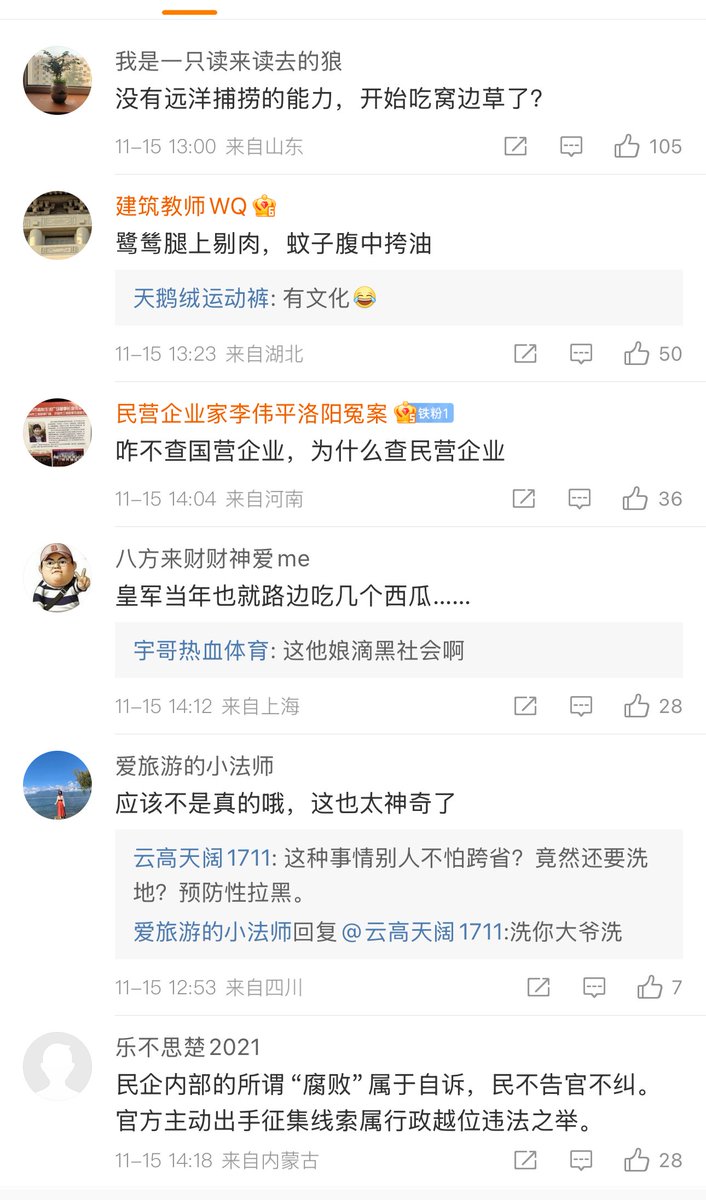 我是一只读来读去的狼
没有远洋捕捞的能力，开始吃窝边草了？
11-15 13:00 来自山东
105
建筑教师WQ
鹭鸶腿上剔肉，蚊子腹中挎油
天鹅绒运动裤: 有文化😂
11-15 13:23 来自湖北
50
民营企业家李伟平洛阳冤案 铁粉1
咋不查国营企业，为什么查民营企业
11-15 14:04 来自河南
36
八方来财财神爱me
皇军当年也就路边吃几个西瓜……
宇哥热血体育: 这他娘滴黑社会啊
11-15 14:12 来自上海
28
爱旅游的小法师
应该不是真的哦，这也太神奇了
云高天阔1711: 这种事情别人不怕跨省？竟然还要洗
地？预防性拉黑。
爱旅游的小法师回复@云高天阔1711:洗你大爷洗
11-15 12:53 来自四川
7
乐不思楚2021
民企内部的所谓“腐败”属于自诉，民不告官不纠。
官方主动出手征集线索属行政越位违法之举。
11-15 14:18 来自内蒙古
28